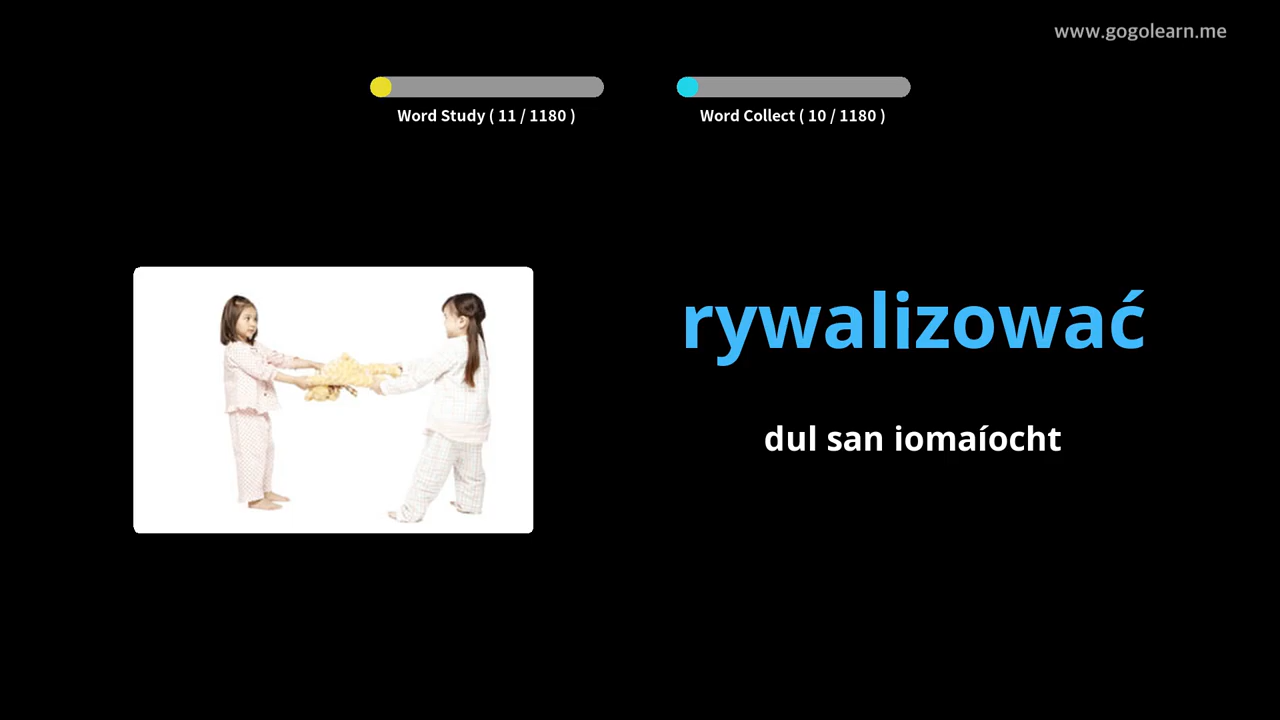 www.gogolearn.me
Word Study ( 11 / 1180 )
Word Collect ( 10 / 1180 )
rywalizować
dul san iomaíocht